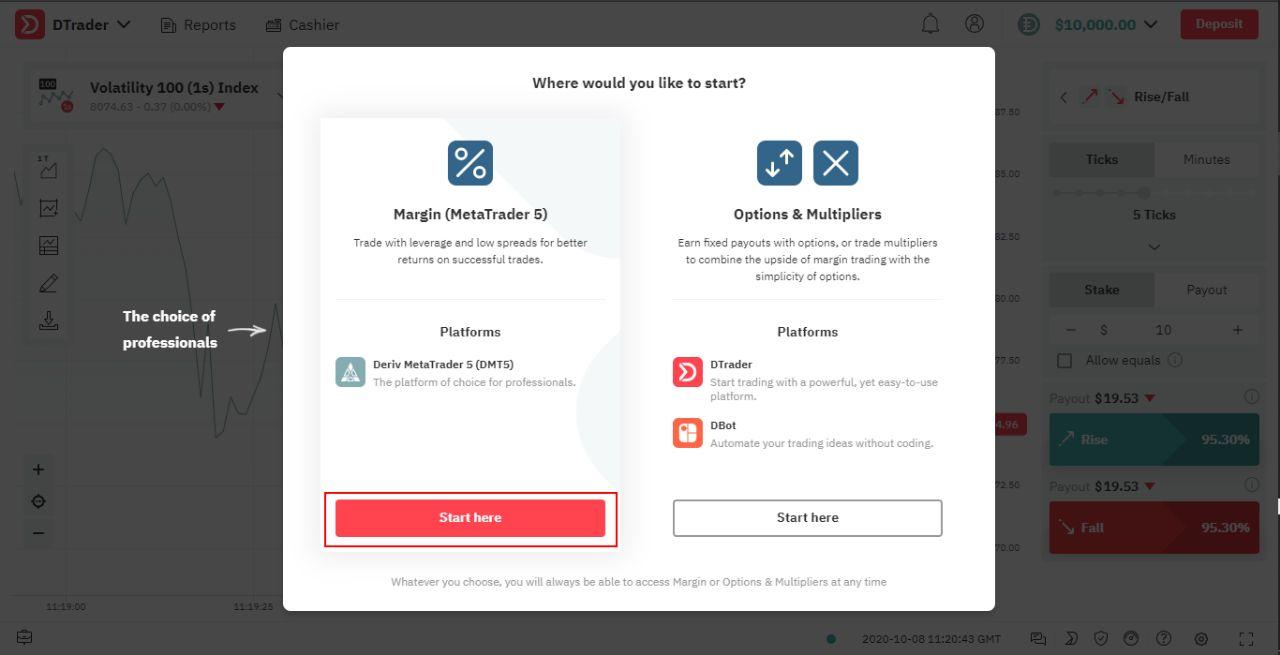 DTrader
Reports
Cashier
$10,000.00
Deposit
100
Volatility 100 (1s) Index
1s
8074.63 - 0.37 (0.00%)
1 T
The choice of
professionals
11:19:00
11:19:25
Where would you like to start?
Margin (MetaTrader 5)
Trade with leverage and low spreads for better
returns on successful trades.
Platforms
Deriv MetaTrader 5 (DMT5)
The platform of choice for professionals.
Start here
Options & Multipliers
Earn fixed payouts with options, or trade multipliers
to combine the upside of margin trading with the
simplicity of options.
Platforms
DTrader
Start trading with a powerful, yet easy-to-use
platform.
DBot
Automate your trading ideas without coding.
Start here
Whatever you choose, you will always be able to access Margin or Options & Multipliers at any time
87.50
85.00
82.50
80.00
77.50
4.96
72.50
70.00
Rise/Fall
Ticks
Minutes
5 Ticks
Stake
Payout
− $ 10 +
Allow equals
Payout $19.53
Rise 95.30%
Payout $19.53
Fall 95.30%
2020-10-08 11:20:43 GMT